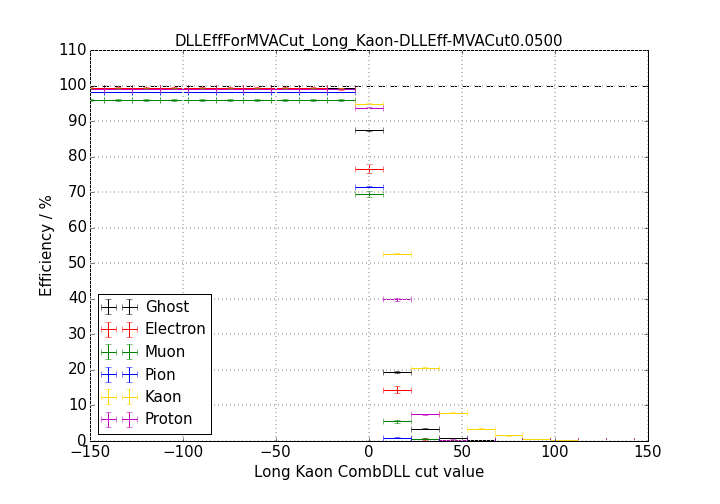 DLLEffForMVACut_Long_Kaon-DLLEff-MVACut0.0500
110
100
90
80
70
60
50
40
30
20
10
0
Efficiency / %
Ghost
Electron
Muon
Pion
Kaon
Proton
−150 −100 −50 0 50 100 150
Long Kaon CombDLL cut value